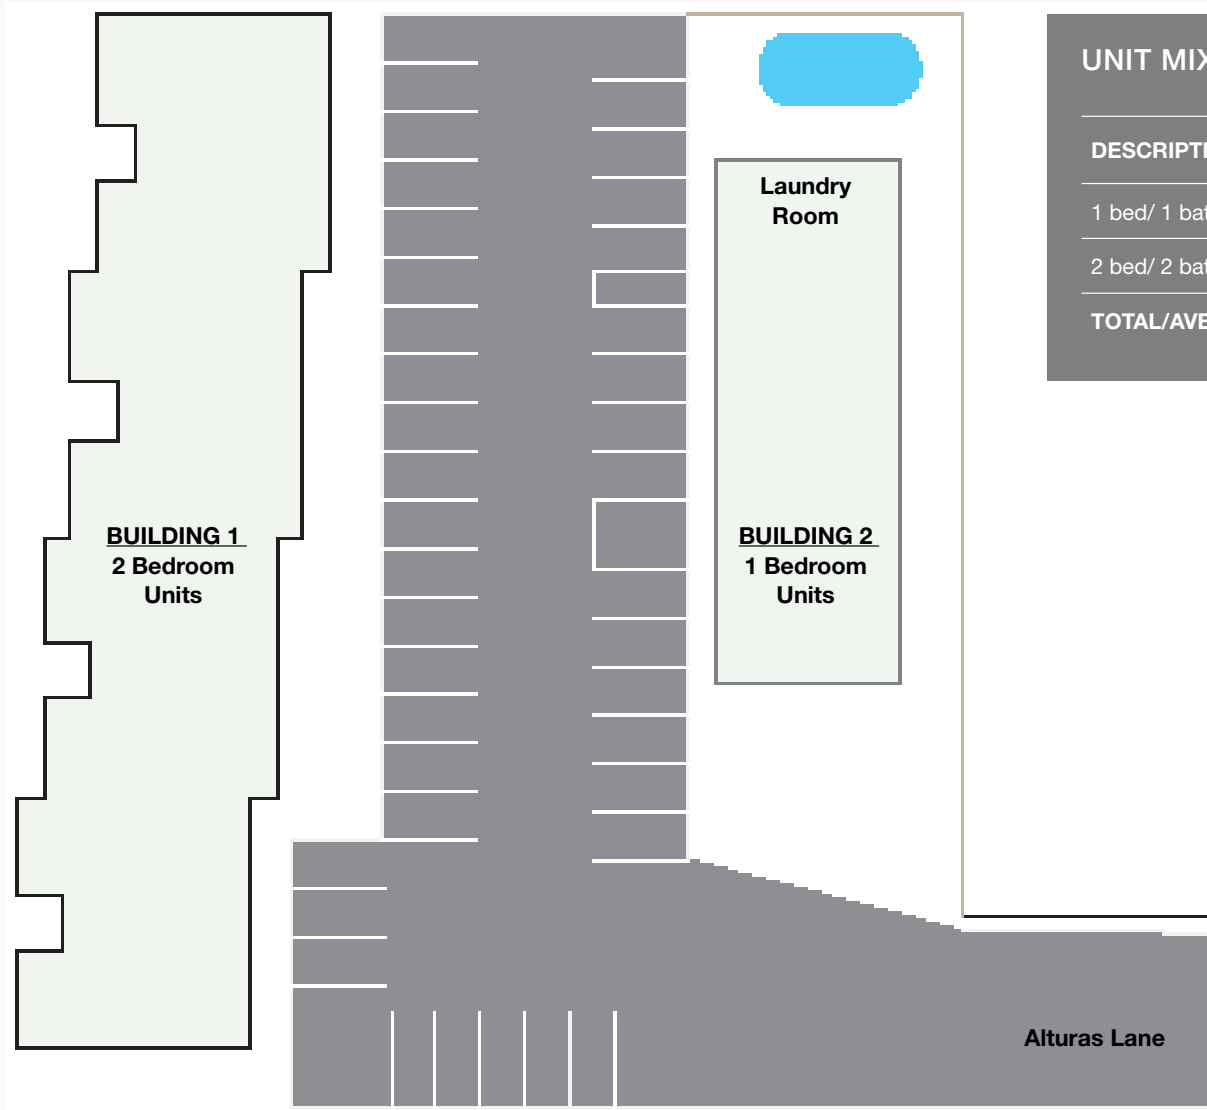 UNIT MIX
DESCRIPT
1 bed/ 1 bat
2 bed/ 2 bat
TOTAL/AVE
Laundry
Room
BUILDING 1
2 Bedroom
Units
BUILDING 2
1 Bedroom
Units
Alturas Lane